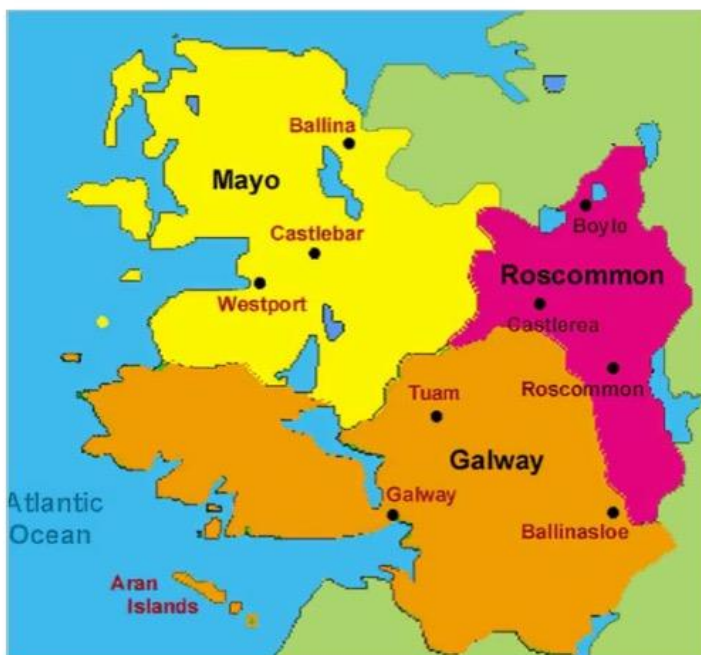 Ballina
Mayo
Boyle
Castlebar
Roscommon
Westport
Castlerea
Roscommon
Tuam
Galway
Galway
Ballinasloe
Atlantic
Ocean
Aran
Islands